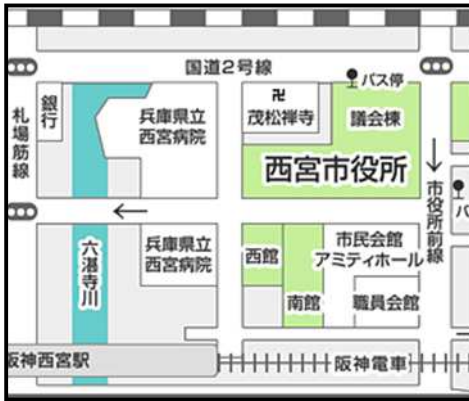 国道2号線
バス停
札場筋線
銀行
兵庫県立
西宮病院
茂松禅寺
議会棟
西宮市役所
市役所前線
バ
六湛寺川
兵庫県立
西宮病院
西館
南館
市民会館
アミティホール
職員会館
阪神西宮駅
阪神電車